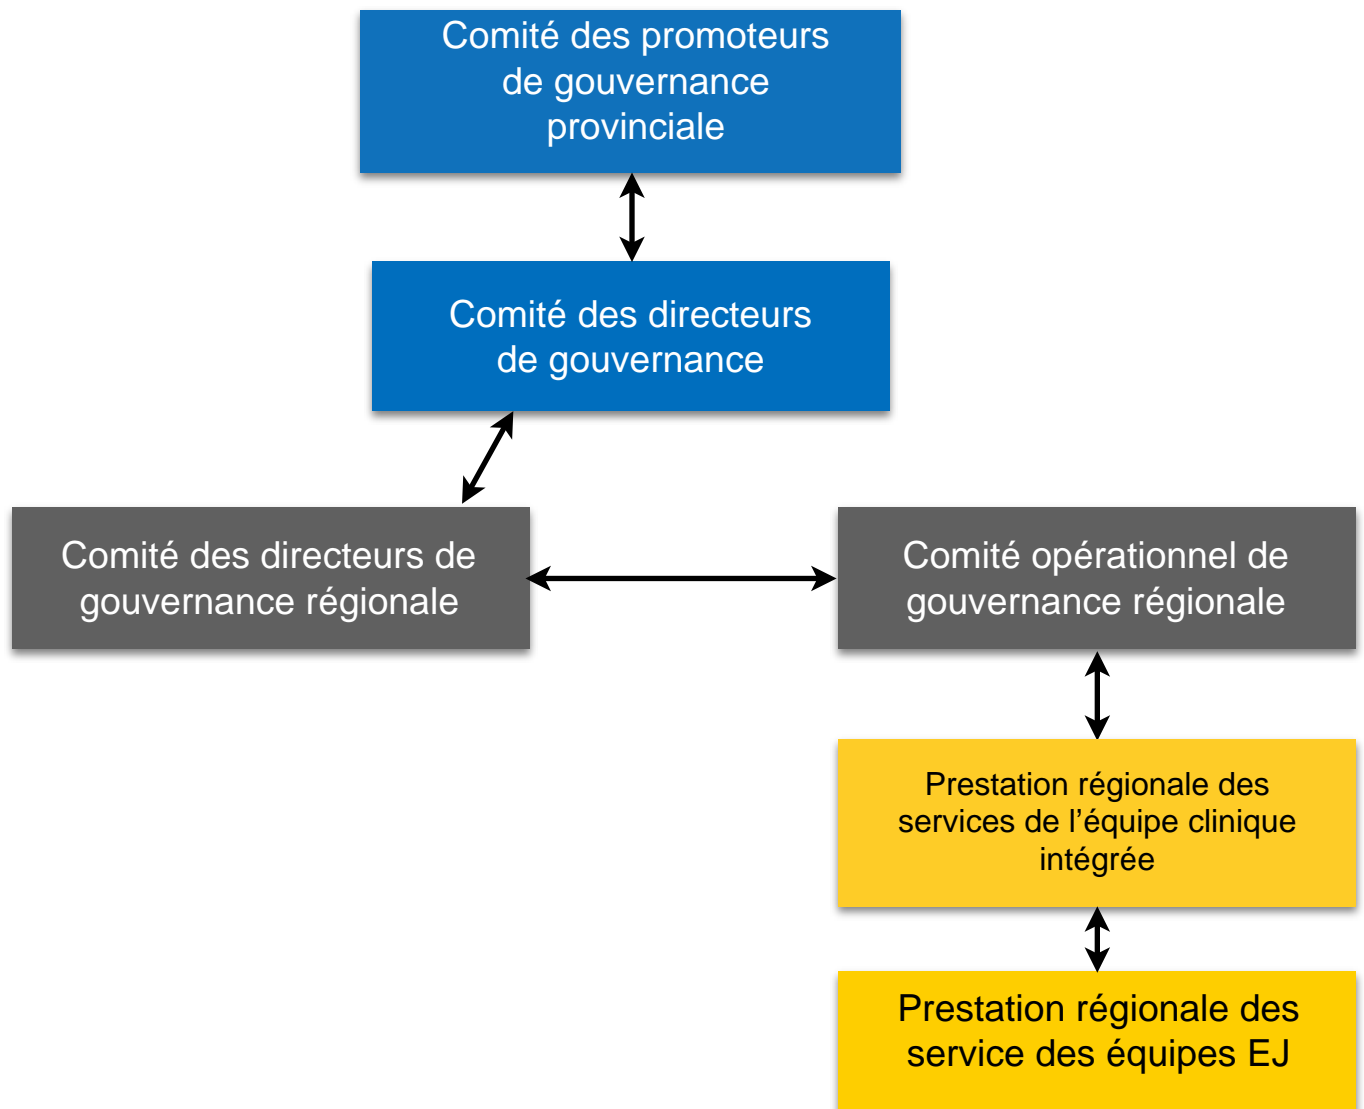 Comité des promoteurs
de gouvernance
provinciale
Comité des directeurs
de gouvernance
Comité des directeurs de
gouvernance régionale
Comité opérationnel de
gouvernance régionale
Prestation régionale des
services de l’équipe clinique
intégrée
Prestation régionale des
service des équipes EJ